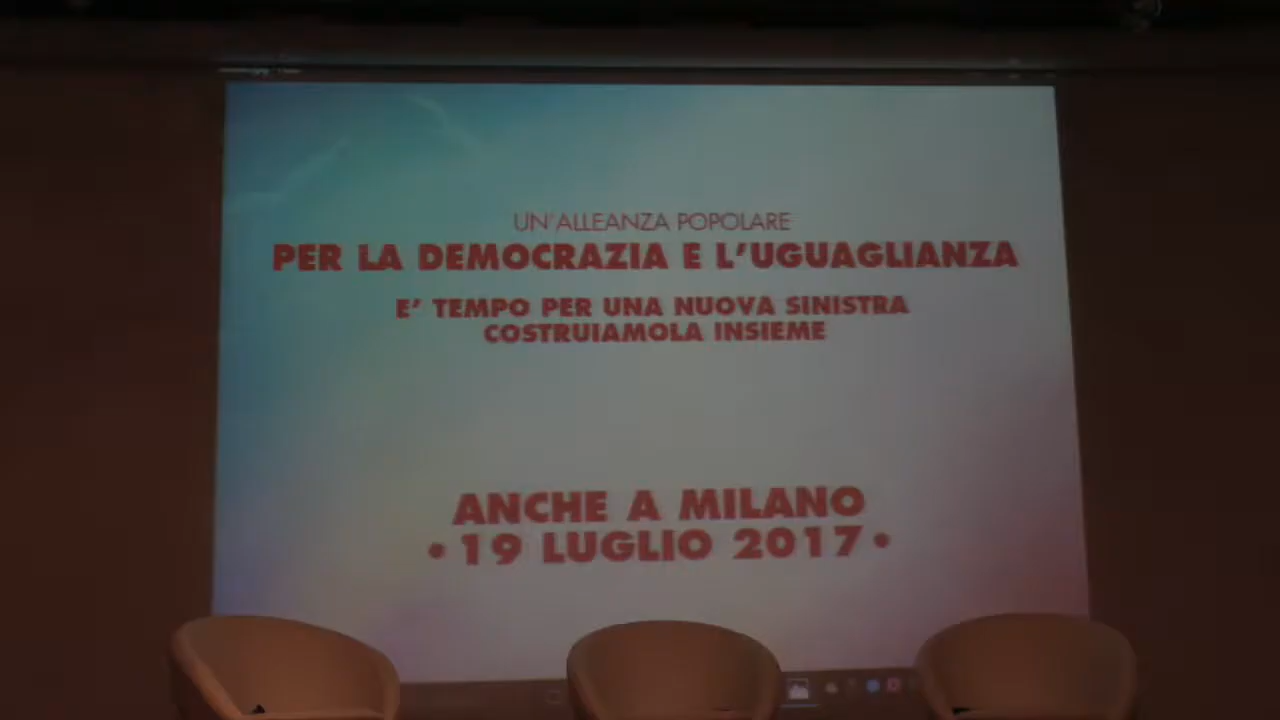 UN'ALLEANZA POPOLARE
PER LA DEMOCRAZIA E L'UGUAGLIANZA
E' TEMPO PER UNA NUOVA SINISTRA
COSTRUIAMOLA INSIEME
ANCHE A MILANO
• 19 LUGLIO 2017 •